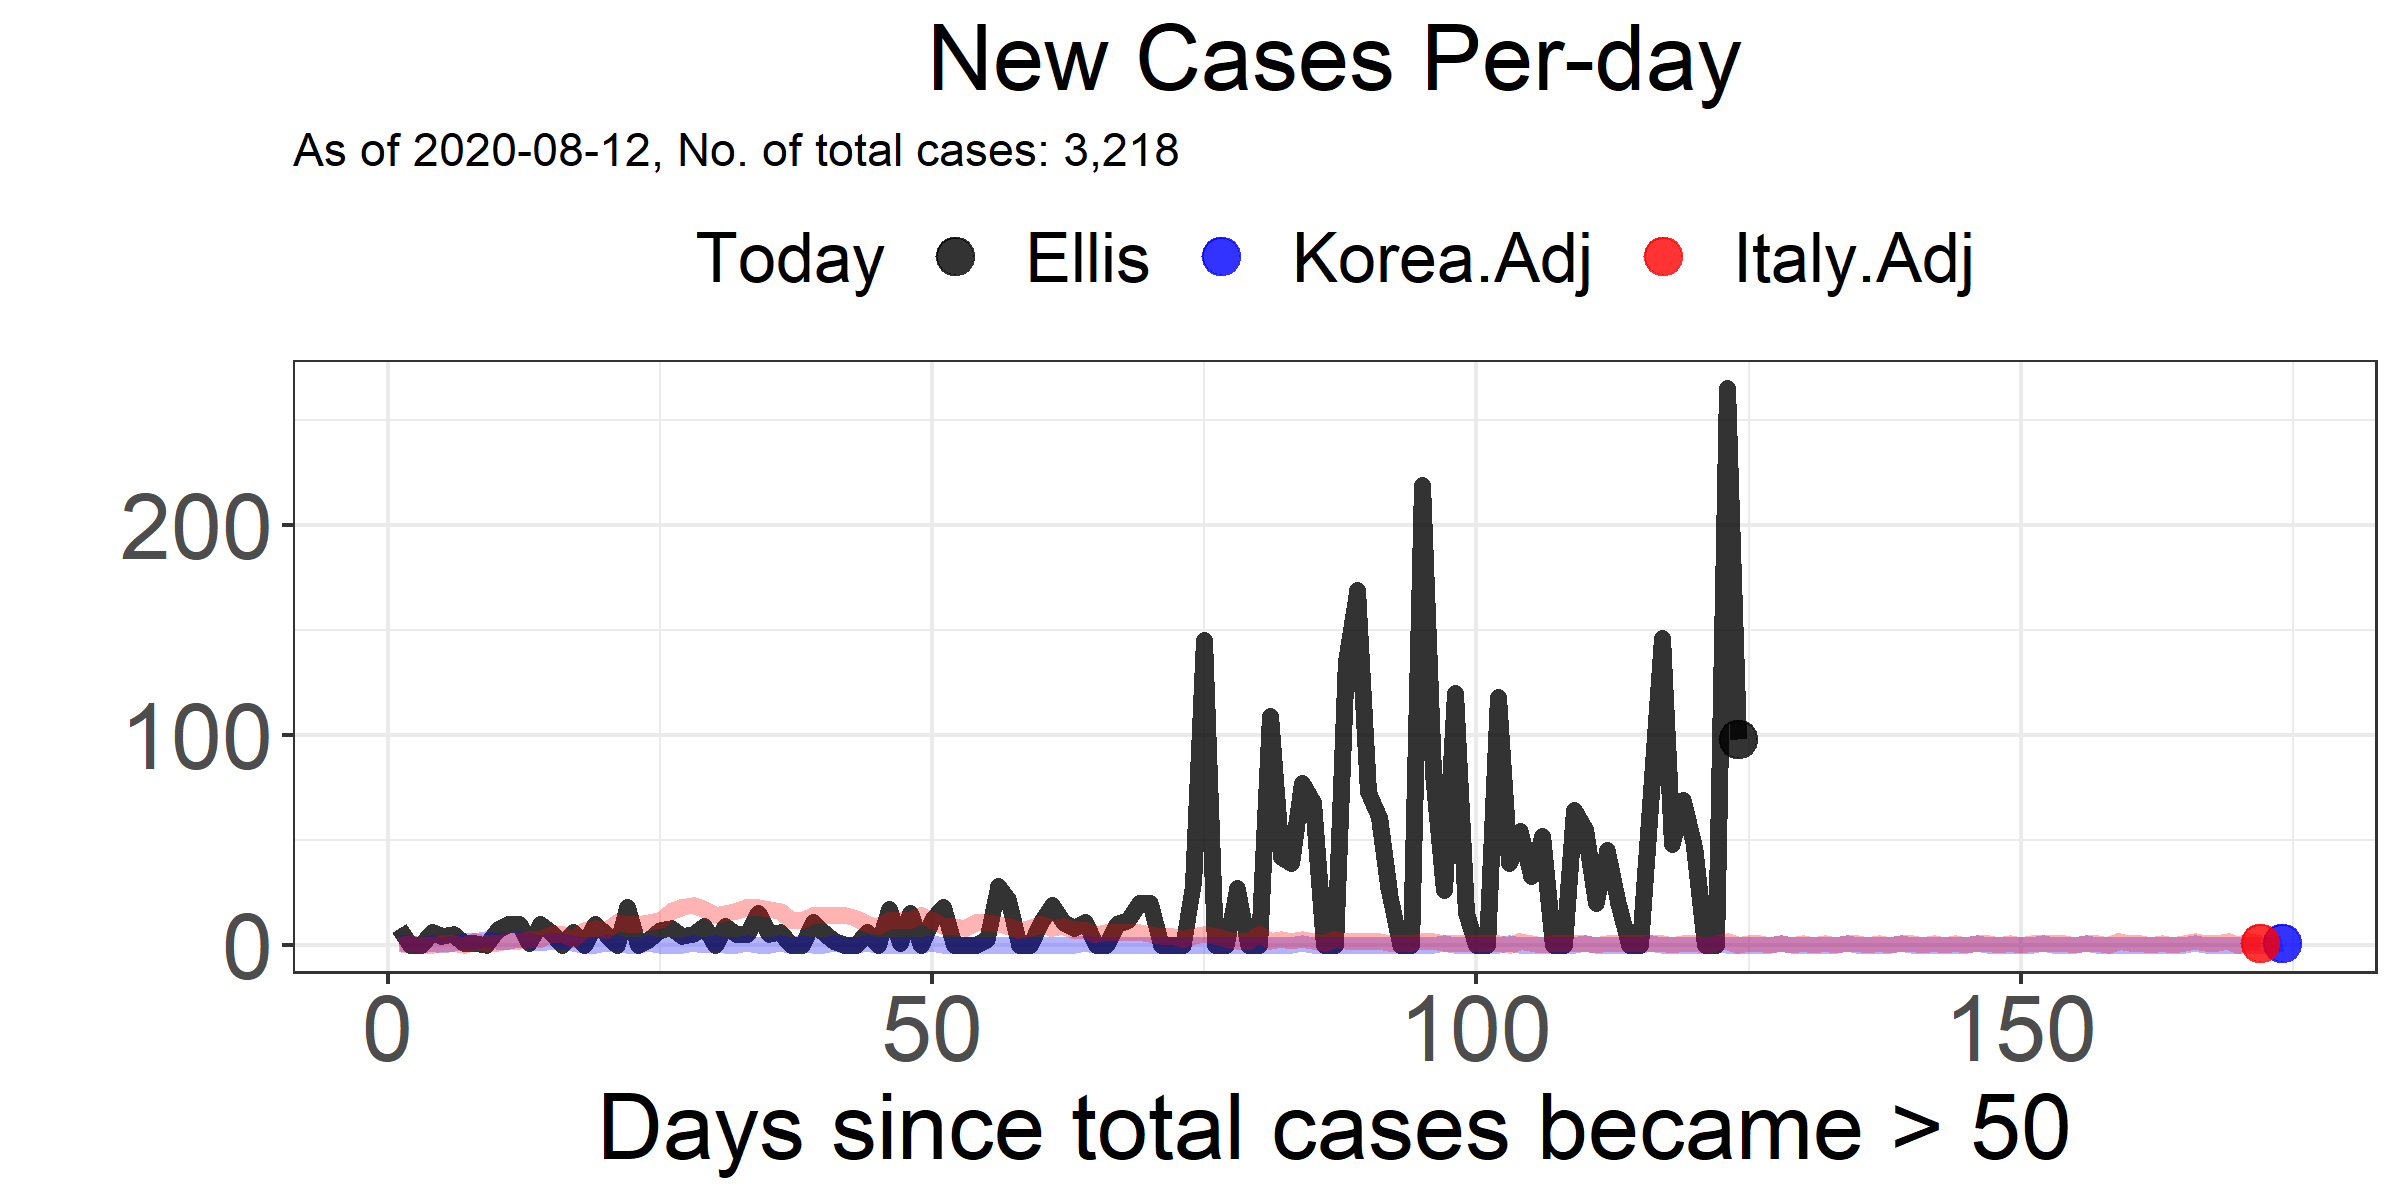 New Cases Per-day
As of 2020-08-12, No. of total cases: 3,218
Today Ellis Korea.Adj Italy.Adj
200
100
0
0 50 100 150
Days since total cases became > 50